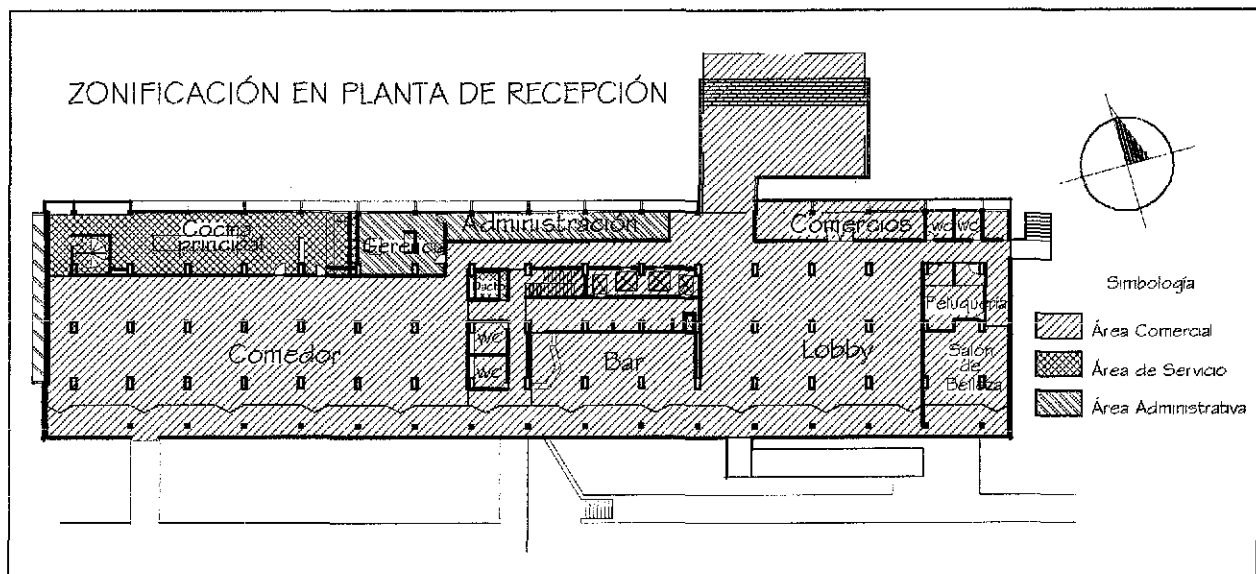 ZONIFICACIÓN EN PLANTA DE RECEPCIÓN
Cocina
principal
Gerencia
Administración
Comercios
WC
WC
Ducto
Peluquería
Simbología
Área Comercial
Área de Servicio
Área Administrativa
Comedor
WC
WC
Bar
Lobby
Salón
de
Belleza